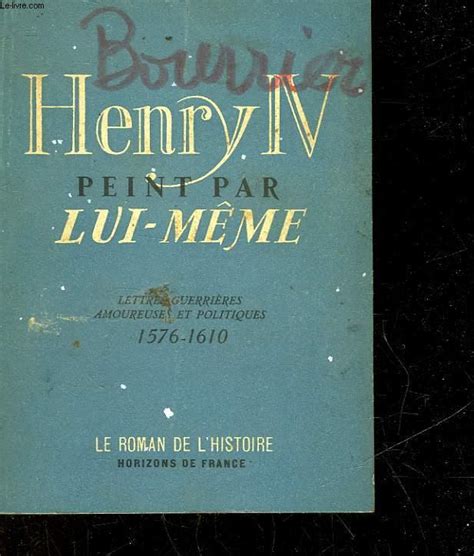 Le-livre.com
Bourrier
Henry IV
PEINT PAR
LUI-MÊME
LETTRES GUERRIÈRES
AMOUREUSES ET POLITIQUES
1576-1610
LE ROMAN DE L'HISTOIRE
HORIZONS DE FRANCE